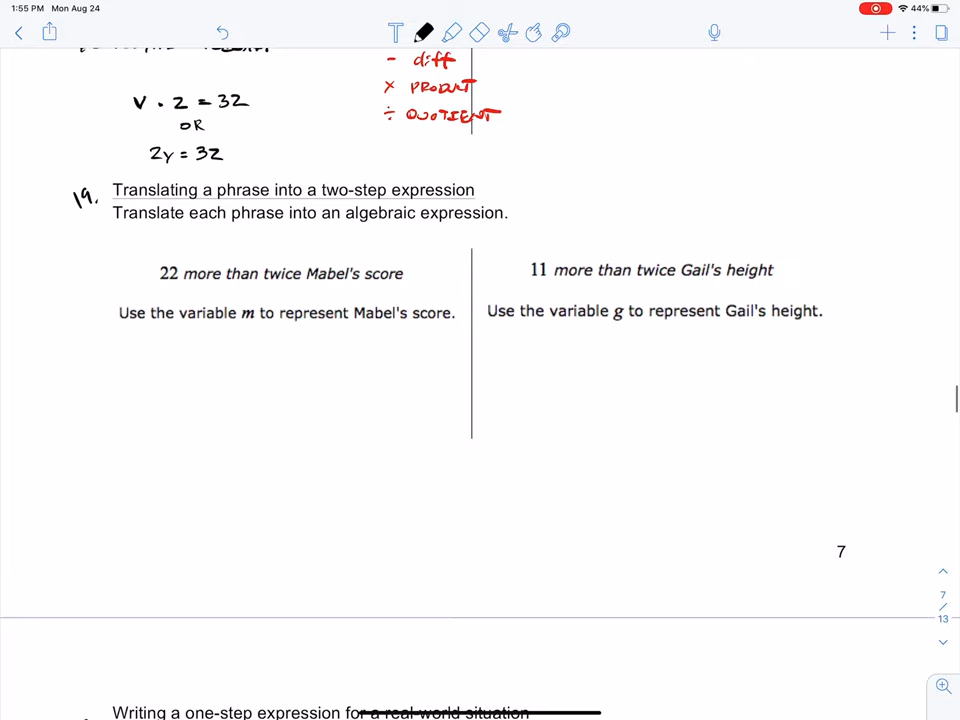 1:55 PM Mon Aug 24
44%
T
- diff
× PRODUCT
÷ QUOTIENT
V · 2 = 32
OR
2y = 32
19. Translating a phrase into a two-step expression
Translate each phrase into an algebraic expression.
22 more than twice Mabel's score
Use the variable m to represent Mabel's score.
11 more than twice Gail's height
Use the variable g to represent Gail's height.
7
7
/
13
Writing a one-step expression for a real-world situation